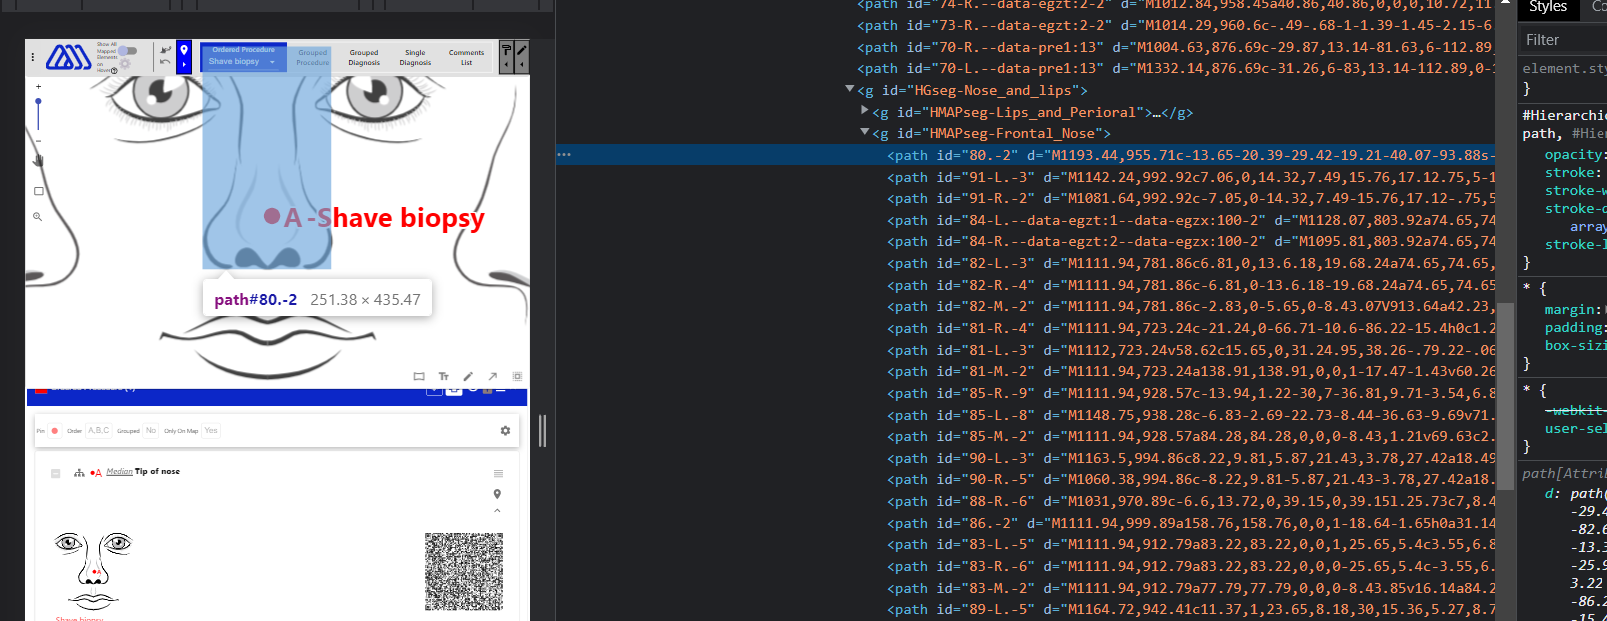 Show All
Mapped
Elements
on
Hover
Ordered Procedure
Shave biopsy
Grouped
Procedure
Grouped
Diagnosis
Single
Diagnosis
Comments
List
A - Shave biopsy
path#80.-2 251.38 × 435.47
Tт
Pin Order A,B,C Grouped No Only On Map Yes
A Median Tip of nose
A
Shave biopsy
<path id="74-R.--data-egzt:2-2" d="M1012.84,958.45a40.86,40.86,0,0,0,10.72,11
<path id="73-R.--data-egzt:2-2" d="M1014.29,960.6c-.49-.68-1-1.39-1.45-2.15-6
<path id="70-R.--data-pre1:13" d="M1004.63,876.69c-29.87,13.14-81.63,6-112.89,
<path id="70-L.--data-pre1:13" d="M1332.14,876.69c-31.26,6-83,13.14-112.89,0-1
<g id="HGseg-Nose_and_lips">
<g id="HMAPseg-Lips_and_Perioral">…</g>
<g id="HMAPseg-Frontal_Nose">
<path id="80.-2" d="M1193.44,955.71c-13.65-20.39-29.42-19.21-40.07-93.88s-
<path id="91-L.-3" d="M1142.24,992.92c7.06,0,14.32,7.49,15.76,17.12.75,5-1
<path id="91-R.-2" d="M1081.64,992.92c-7.05,0-14.32,7.49-15.76,17.12-.75,5
<path id="84-L.--data-egzt:1--data-egzx:100-2" d="M1128.07,803.92a74.65,74
<path id="84-R.--data-egzt:2--data-egzx:100-2" d="M1095.81,803.92a74.65,74
<path id="82-L.-3" d="M1111.94,781.86c6.81,0,13.6.18,19.68.24a74.65,74.65,
<path id="82-R.-4" d="M1111.94,781.86c-6.81,0-13.6.18-19.68.24a74.65,74.65
<path id="82-M.-2" d="M1111.94,781.86c-2.83,0-5.65,0-8.43.07V913.64a42.23,
<path id="81-R.-4" d="M1111.94,723.24c-21.24,0-66.71-10.6-86.22-15.4h0c1.2
<path id="81-L.-3" d="M1112,723.24v58.62c15.65,0,31.24.95,38.26-.79.22-.06
<path id="81-M.-2" d="M1111.94,723.24a138.91,138.91,0,0,1-17.47-1.43v60.26
<path id="85-R.-9" d="M1111.94,928.57c-13.94,1.22-30,7-36.81,9.71-3.54,6.8
<path id="85-L.-8" d="M1148.75,938.28c-6.83-2.69-22.73-8.44-36.63-9.69v71.
<path id="85-M.-2" d="M1111.94,928.57a84.28,84.28,0,0,0-8.43,1.21v69.63c2.
<path id="90-L.-3" d="M1163.5,994.86c8.22,9.81,5.87,21.43,3.78,27.42a18.49
<path id="90-R.-5" d="M1060.38,994.86c-8.22,9.81-5.87,21.43-3.78,27.42a18.
<path id="88-R.-6" d="M1031,970.89c-6.6,13.72,0,39.15,0,39.15l.25.73c7,8.4
<path id="86.-2" d="M1111.94,999.89a158.76,158.76,0,0,1-18.64-1.65h0a31.14
<path id="83-L.-5" d="M1111.94,912.79a83.22,83.22,0,0,1,25.65,5.4c3.55,6.8
<path id="83-R.-6" d="M1111.94,912.79a83.22,83.22,0,0,0-25.65,5.4c-3.55,6.
<path id="83-M.-2" d="M1111.94,912.79a77.79,77.79,0,0,0-8.43.85v16.14a84.2
<path id="89-L.-5" d="M1164.72,942.41c11.37,1,23.65,8.18,30,15.36,5.27,8.7
Styles Co
Filter
element.sty
}
#Hierarchic
path, #Hier
opacity:
stroke:
stroke-w
stroke-d
array
stroke-l
}
* {
margin:
padding:
box-sizi
}
* {
-webkit-
user-sel
}
path[Attrib
d: path(
-29.4
-82.6
-13.3
-25.9
3.22
-86.2
-15.4